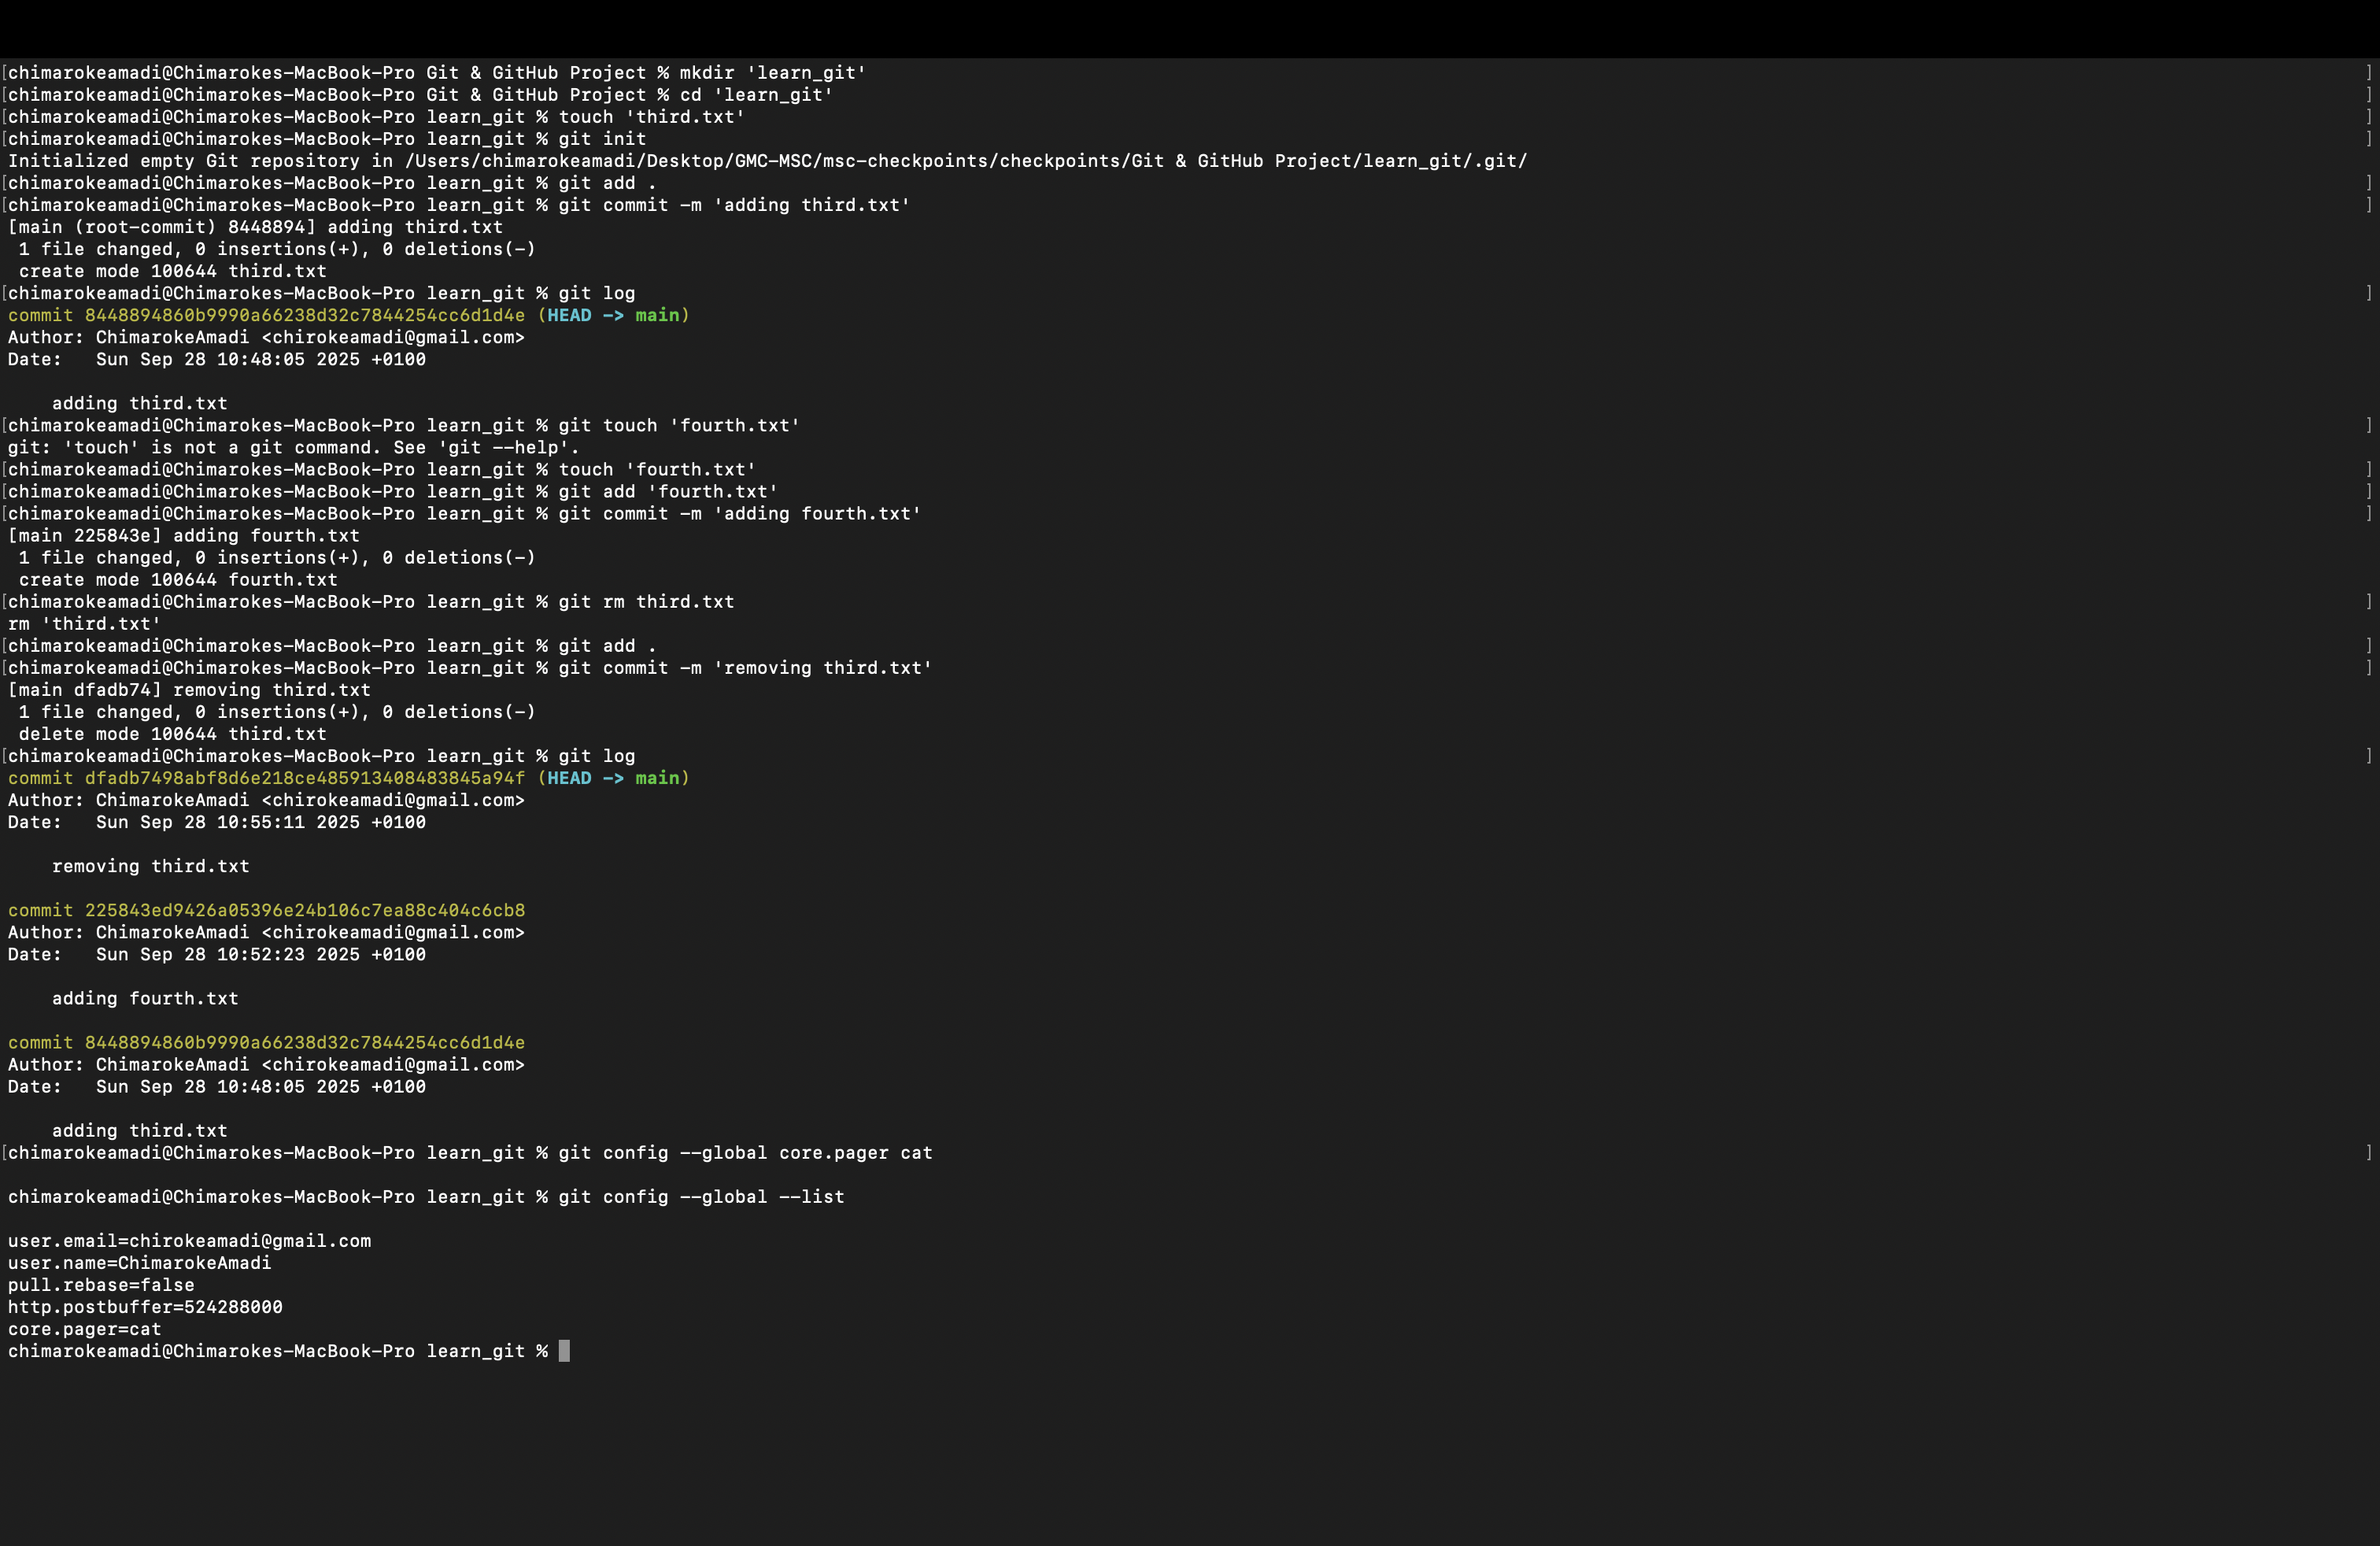 [chimarokeamadi@Chimarokes-MacBook-Pro Git & GitHub Project % mkdir 'learn_git' ]
[chimarokeamadi@Chimarokes-MacBook-Pro Git & GitHub Project % cd 'learn_git' ]
[chimarokeamadi@Chimarokes-MacBook-Pro learn_git % touch 'third.txt' ]
[chimarokeamadi@Chimarokes-MacBook-Pro learn_git % git init ]
Initialized empty Git repository in /Users/chimarokeamadi/Desktop/GMC-MSC/msc-checkpoints/checkpoints/Git & GitHub Project/learn_git/.git/
[chimarokeamadi@Chimarokes-MacBook-Pro learn_git % git add . ]
[chimarokeamadi@Chimarokes-MacBook-Pro learn_git % git commit -m 'adding third.txt' ]
[main (root-commit) 8448894] adding third.txt
 1 file changed, 0 insertions(+), 0 deletions(-)
 create mode 100644 third.txt
[chimarokeamadi@Chimarokes-MacBook-Pro learn_git % git log ]
commit 8448894860b9990a66238d32c7844254cc6d1d4e (HEAD -> main)
Author: ChimarokeAmadi <chirokeamadi@gmail.com>
Date:   Sun Sep 28 10:48:05 2025 +0100
    adding third.txt
[chimarokeamadi@Chimarokes-MacBook-Pro learn_git % git touch 'fourth.txt' ]
git: 'touch' is not a git command. See 'git --help'.
[chimarokeamadi@Chimarokes-MacBook-Pro learn_git % touch 'fourth.txt' ]
[chimarokeamadi@Chimarokes-MacBook-Pro learn_git % git add 'fourth.txt' ]
[chimarokeamadi@Chimarokes-MacBook-Pro learn_git % git commit -m 'adding fourth.txt' ]
[main 225843e] adding fourth.txt
 1 file changed, 0 insertions(+), 0 deletions(-)
 create mode 100644 fourth.txt
[chimarokeamadi@Chimarokes-MacBook-Pro learn_git % git rm third.txt ]
rm 'third.txt'
[chimarokeamadi@Chimarokes-MacBook-Pro learn_git % git add . ]
[chimarokeamadi@Chimarokes-MacBook-Pro learn_git % git commit -m 'removing third.txt' ]
[main dfadb74] removing third.txt
 1 file changed, 0 insertions(+), 0 deletions(-)
 delete mode 100644 third.txt
[chimarokeamadi@Chimarokes-MacBook-Pro learn_git % git log ]
commit dfadb7498abf8d6e218ce485913408483845a94f (HEAD -> main)
Author: ChimarokeAmadi <chirokeamadi@gmail.com>
Date:   Sun Sep 28 10:55:11 2025 +0100
    removing third.txt
commit 225843ed9426a05396e24b106c7ea88c404c6cb8
Author: ChimarokeAmadi <chirokeamadi@gmail.com>
Date:   Sun Sep 28 10:52:23 2025 +0100
    adding fourth.txt
commit 8448894860b9990a66238d32c7844254cc6d1d4e
Author: ChimarokeAmadi <chirokeamadi@gmail.com>
Date:   Sun Sep 28 10:48:05 2025 +0100
    adding third.txt
[chimarokeamadi@Chimarokes-MacBook-Pro learn_git % git config --global core.pager cat ]
chimarokeamadi@Chimarokes-MacBook-Pro learn_git % git config --global --list
user.email=chirokeamadi@gmail.com
user.name=ChimarokeAmadi
pull.rebase=false
http.postbuffer=524288000
core.pager=cat
chimarokeamadi@Chimarokes-MacBook-Pro learn_git %